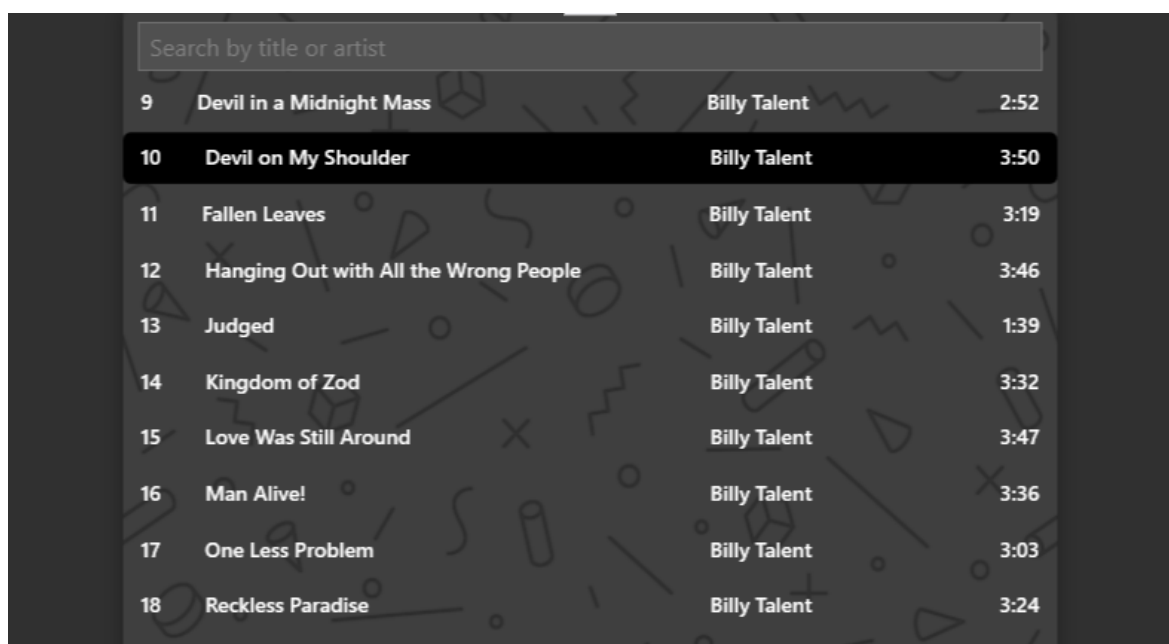 Search by title or artist
9 Devil in a Midnight Mass Billy Talent 2:52
10 Devil on My Shoulder Billy Talent 3:50
11 Fallen Leaves Billy Talent 3:19
12 Hanging Out with All the Wrong People Billy Talent 3:46
13 Judged Billy Talent 1:39
14 Kingdom of Zod Billy Talent 3:32
15 Love Was Still Around Billy Talent 3:47
16 Man Alive! Billy Talent 3:36
17 One Less Problem Billy Talent 3:03
18 Reckless Paradise Billy Talent 3:24